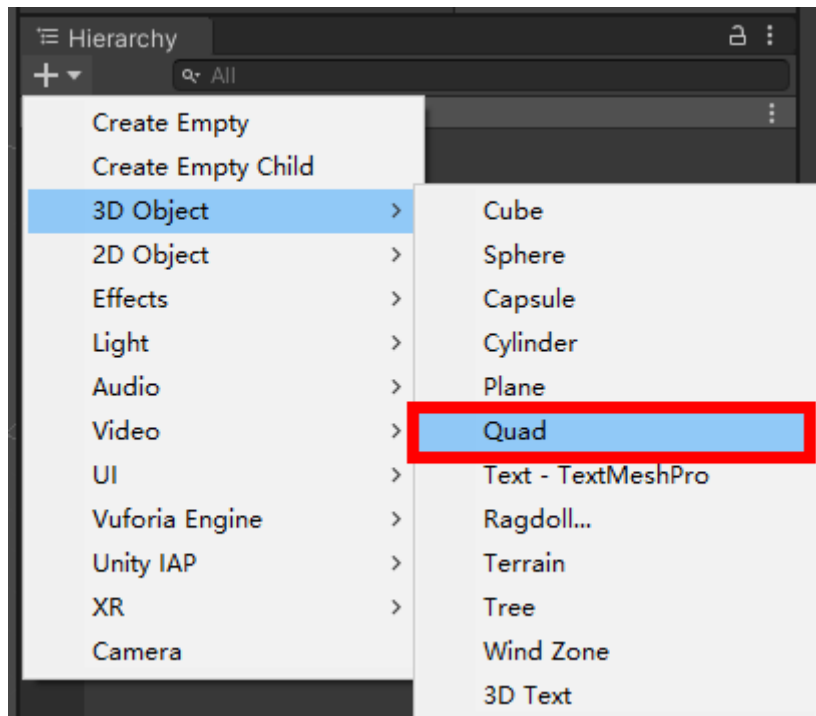 Hierarchy
All
Create Empty
Create Empty Child
3D Object
2D Object
Effects
Light
Audio
Video
UI
Vuforia Engine
Unity IAP
XR
Camera
Cube
Sphere
Capsule
Cylinder
Plane
Quad
Text - TextMeshPro
Ragdoll...
Terrain
Tree
Wind Zone
3D Text